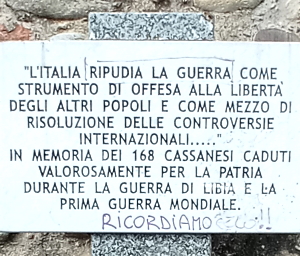 "L'ITALIA RIPUDIA LA GUERRA COME
STRUMENTO DI OFFESA ALLA LIBERTÀ
DEGLI ALTRI POPOLI E COME MEZZO DI
RISOLUZIONE DELLE CONTROVERSIE
INTERNAZIONALI....."
IN MEMORIA DEI 168 CASSANESI CADUTI
VALOROSAMENTE PER LA PATRIA
DURANTE LA GUERRA DI LIBIA E LA
PRIMA GUERRA MONDIALE.
RICORDIAMOCELO!!